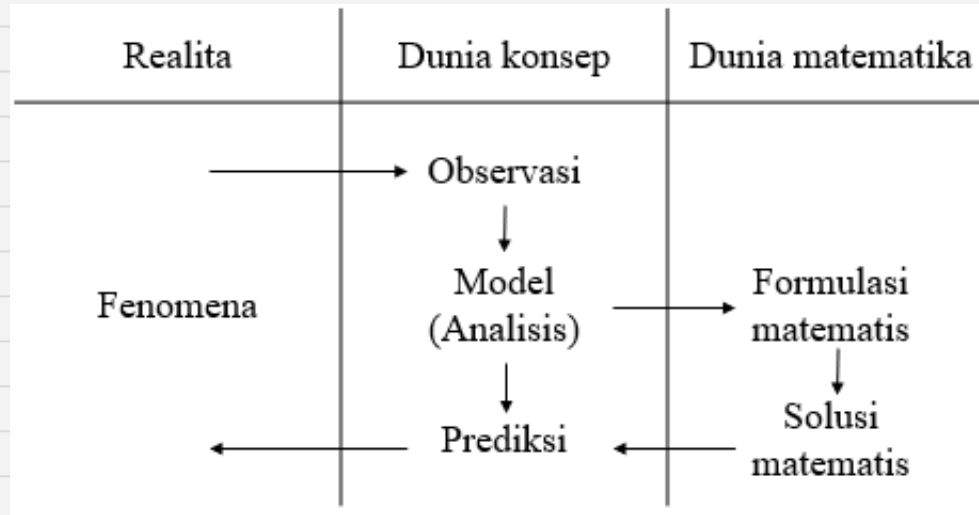 Realita
Dunia konsep
Dunia matematika
Observasi
Fenomena
Model
(Analisis)
Formulasi
matematis
Prediksi
Solusi
matematis